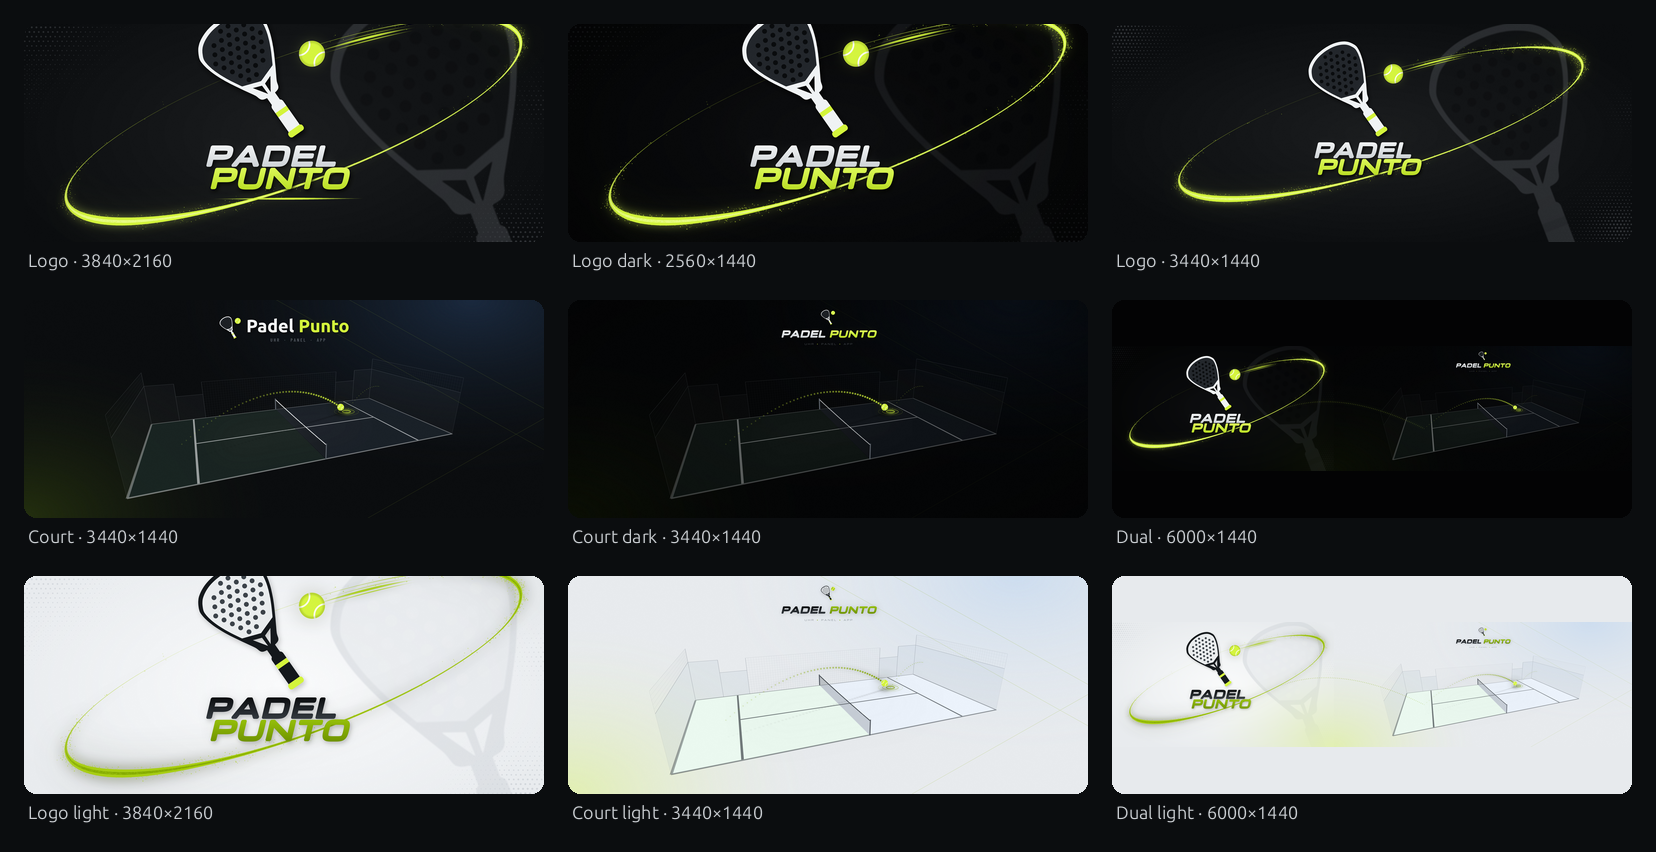 PADEL
PUNTO
PADEL
PUNTO
PADEL
PUNTO
Logo · 3840×2160
Logo dark · 2560×1440
Logo · 3440×1440
Padel Punto
PADEL PUNTO
PADEL PUNTO
PADEL
PUNTO
Court · 3440×1440
Court dark · 3440×1440
Dual · 6000×1440
PADEL
PUNTO
PADEL PUNTO
PADEL PUNTO
PADEL
PUNTO
Logo light · 3840×2160
Court light · 3440×1440
Dual light · 6000×1440